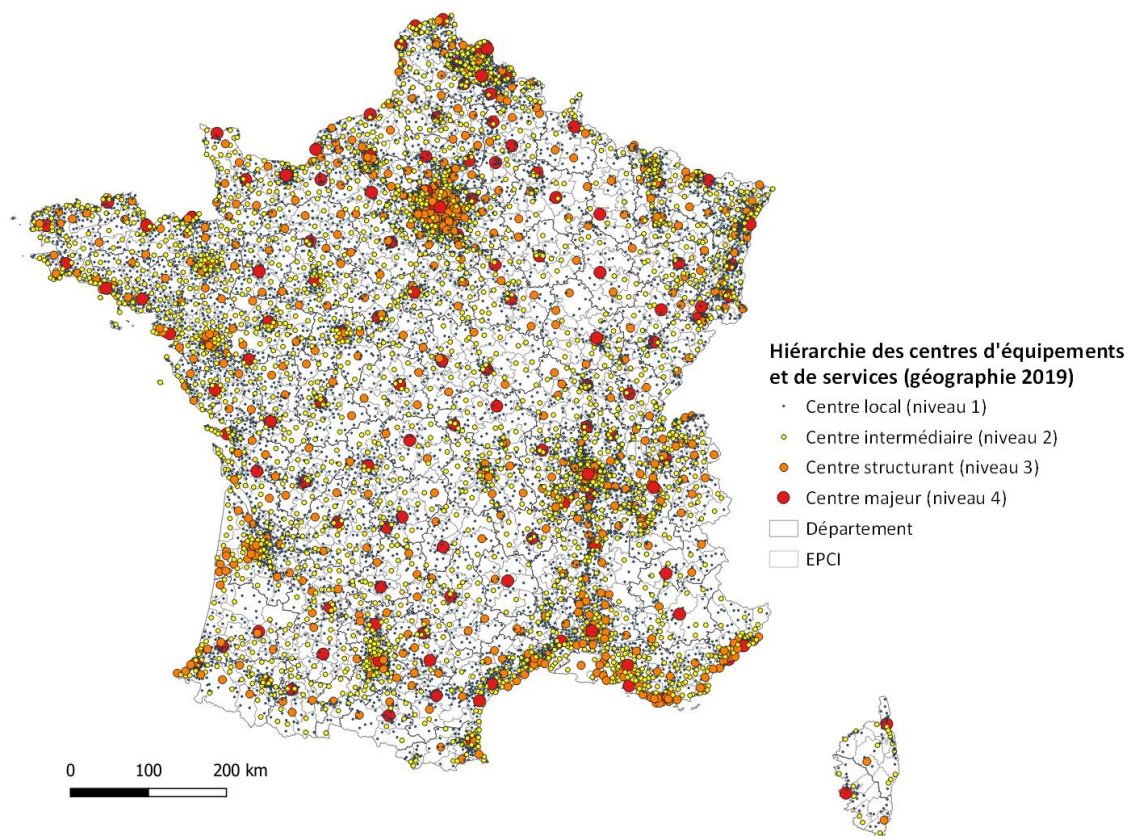 Hiérarchie des centres d'équipements
et de services (géographie 2019)
Centre local (niveau 1)
Centre intermédiaire (niveau 2)
Centre structurant (niveau 3)
Centre majeur (niveau 4)
Département
EPCI
0 100 200 km